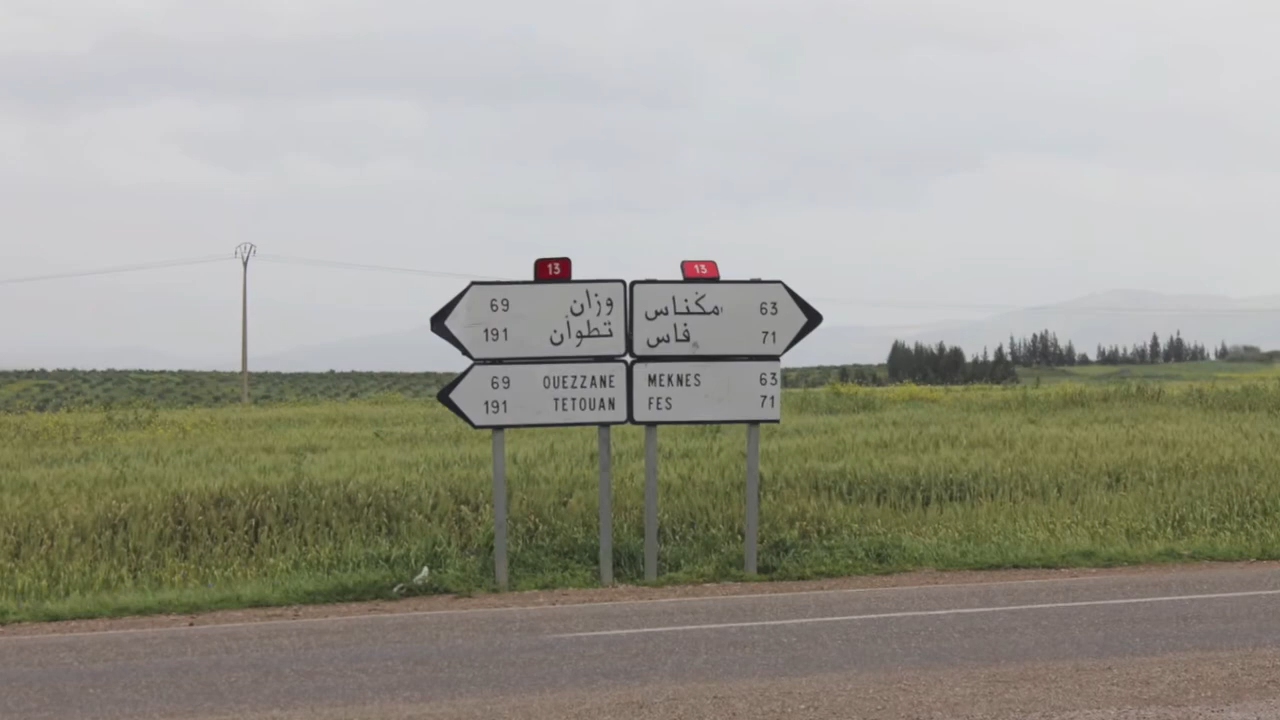 13
69 وزان
191 تطوان
69 OUEZZANE
191 TETOUAN
13
مكناس 63
فاس 71
MEKNES 63
FES 71